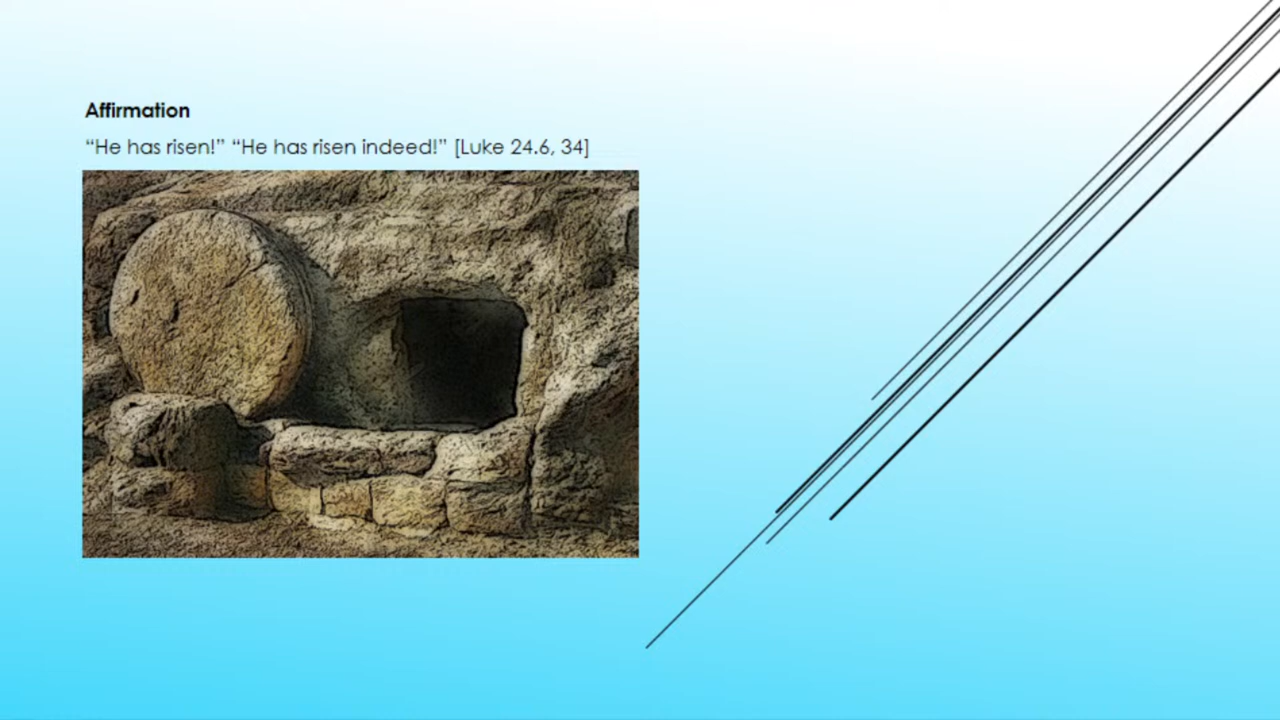 Affirmation
“He has risen!” “He has risen indeed!” [Luke 24.6, 34]